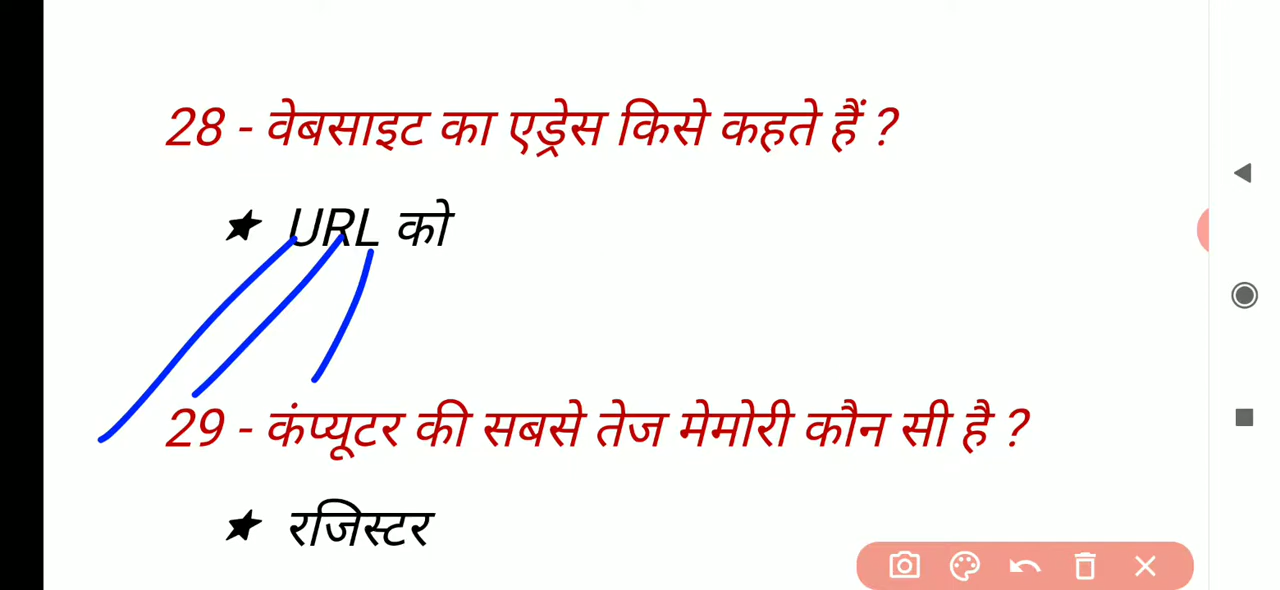 28 - वेबसाइट का एड्रेस किसे कहते हैं ?
★ URL को
29 - कंप्यूटर की सबसे तेज मेमोरी कौन सी है ?
★ रजिस्टर